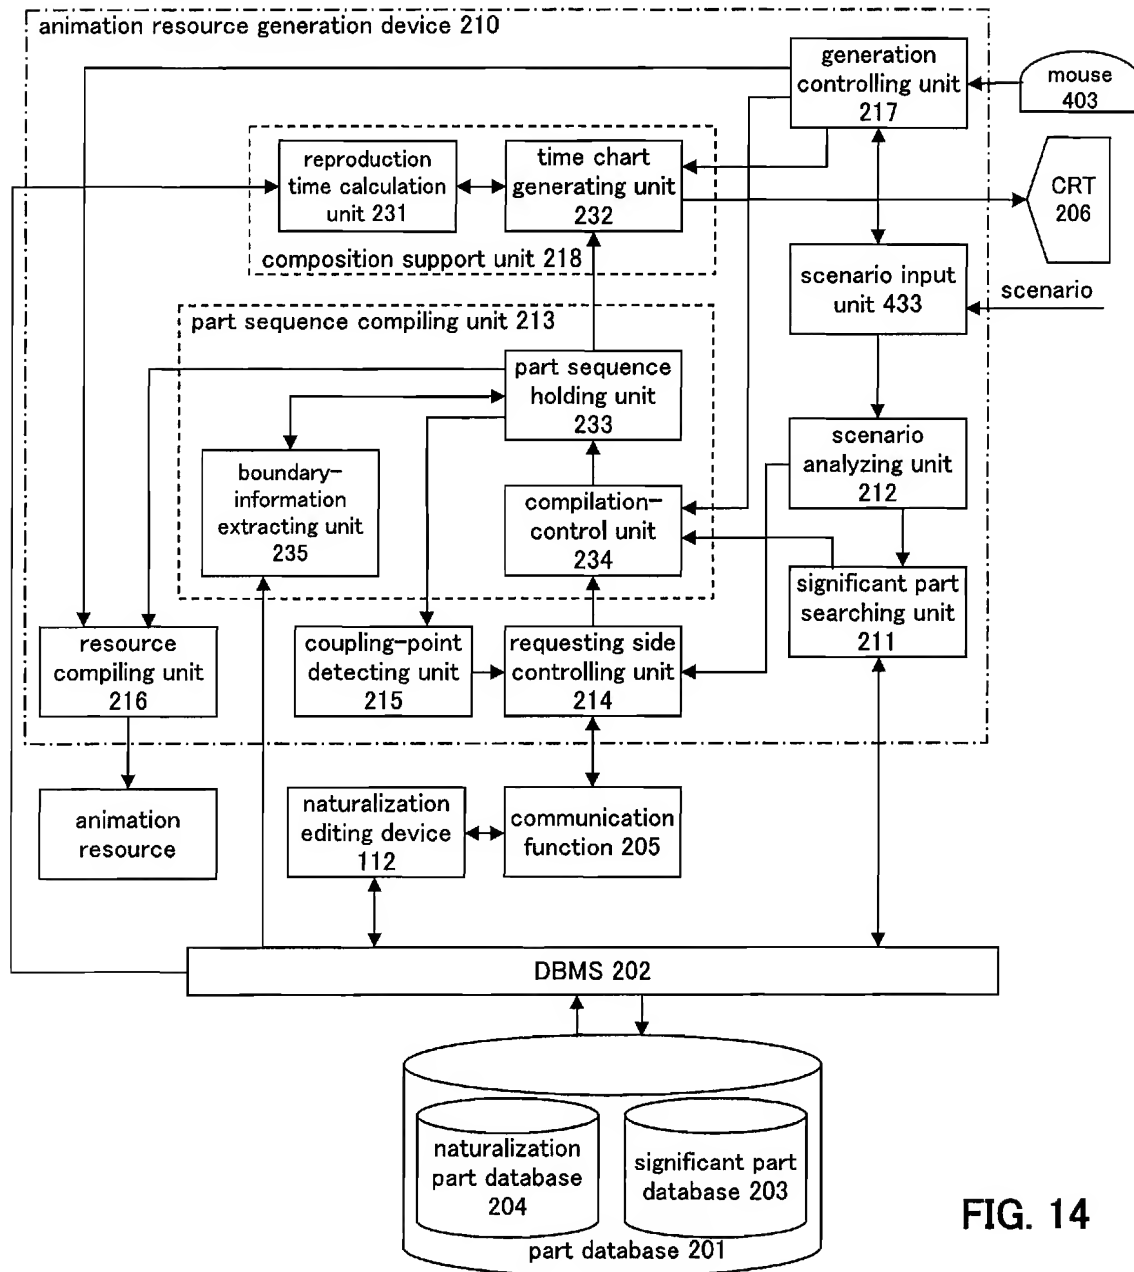 animation resource generation device 210
generation
controlling unit
217
mouse
403
reproduction
time calculation
unit 231
time chart
generating unit
232
CRT
206
composition support unit 218
scenario input
unit 433
scenario
part sequence compiling unit 213
part sequence
holding unit
233
scenario
analyzing unit
212
boundary-
information
extracting unit
235
compilation-
control unit
234
significant part
searching unit
211
resource
compiling unit
216
coupling-point
detecting unit
215
requesting side
controlling unit
214
animation
resource
naturalization
editing device
112
communication
function 205
DBMS 202
naturalization
part database
204
significant part
database 203
part database 201
FIG. 14